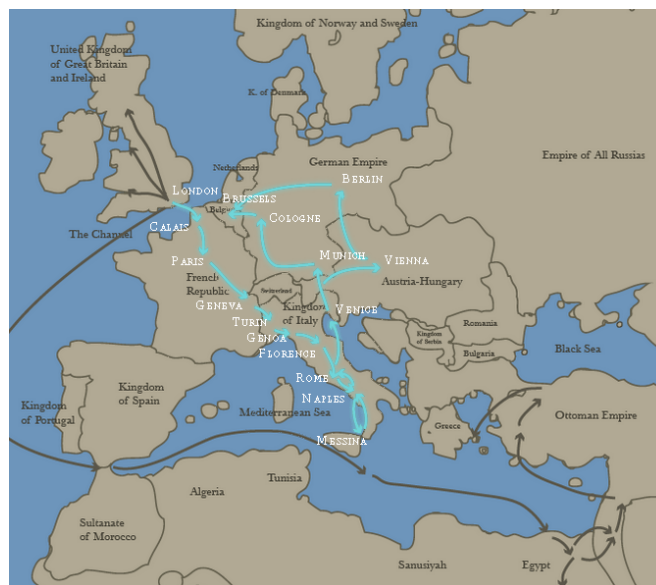 Kingdom of Norway and Sweden
United Kingdom
of Great Britain
and Ireland
K. of Denmark
Empire of All Russias
German Empire
Netherlands
BERLIN
LONDON
BRUSSELS
Belgium
COLOGNE
CALAIS
The Channel
PARIS
MUNICH
VIENNA
French
Republic
Austria-Hungary
Switzerland
GENEVA
Kingdom
of Italy
VENICE
TURIN
Romania
GENOA
Kingdom
of Serbia
FLORENCE
Bulgaria
Black Sea
ROME
Kingdom
of Spain
NAPLES
Kingdom
of Portugal
Mediterranean Sea
Ottoman Empire
Greece
MESSINA
Tunisia
Algeria
Sultanate
of Morocco
Sanusiyah
Egypt